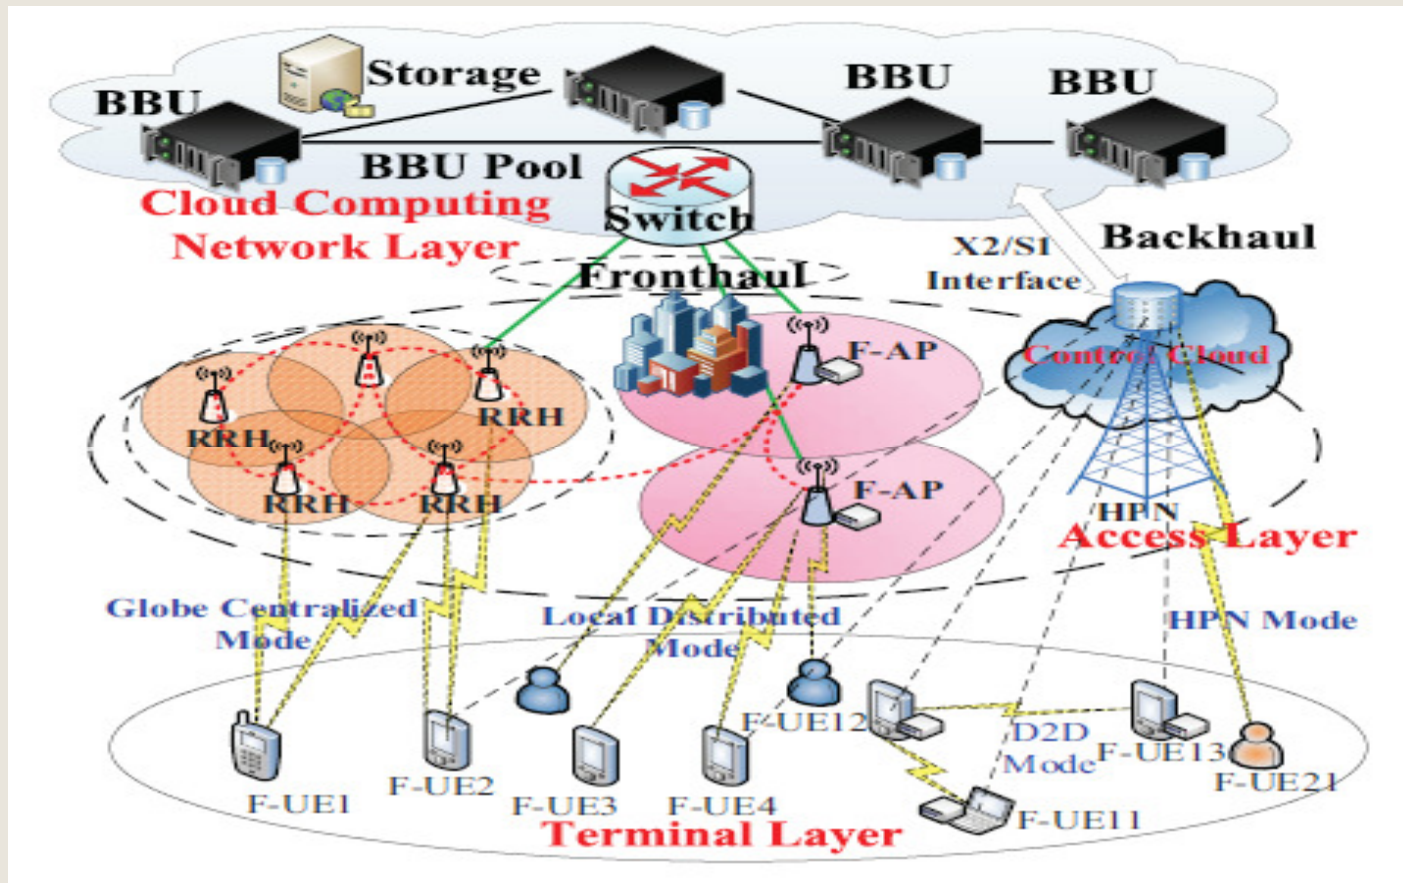 Storage
BBU
BBU
BBU
BBU Pool
Cloud Computing
Network Layer
Switch
Backhaul
X2/S1
Interface
Fronthaul
F-AP
Control Cloud
RRH
RRH
F-AP
RRH
RRH
HPN
Access Layer
Globe Centralized
Mode
Local Distributed
Mode
HPN Mode
F-UE12
D2D
Mode
F-UE13
F-UE21
F-UE1
F-UE2
F-UE3
F-UE4
F-UE11
Terminal Layer